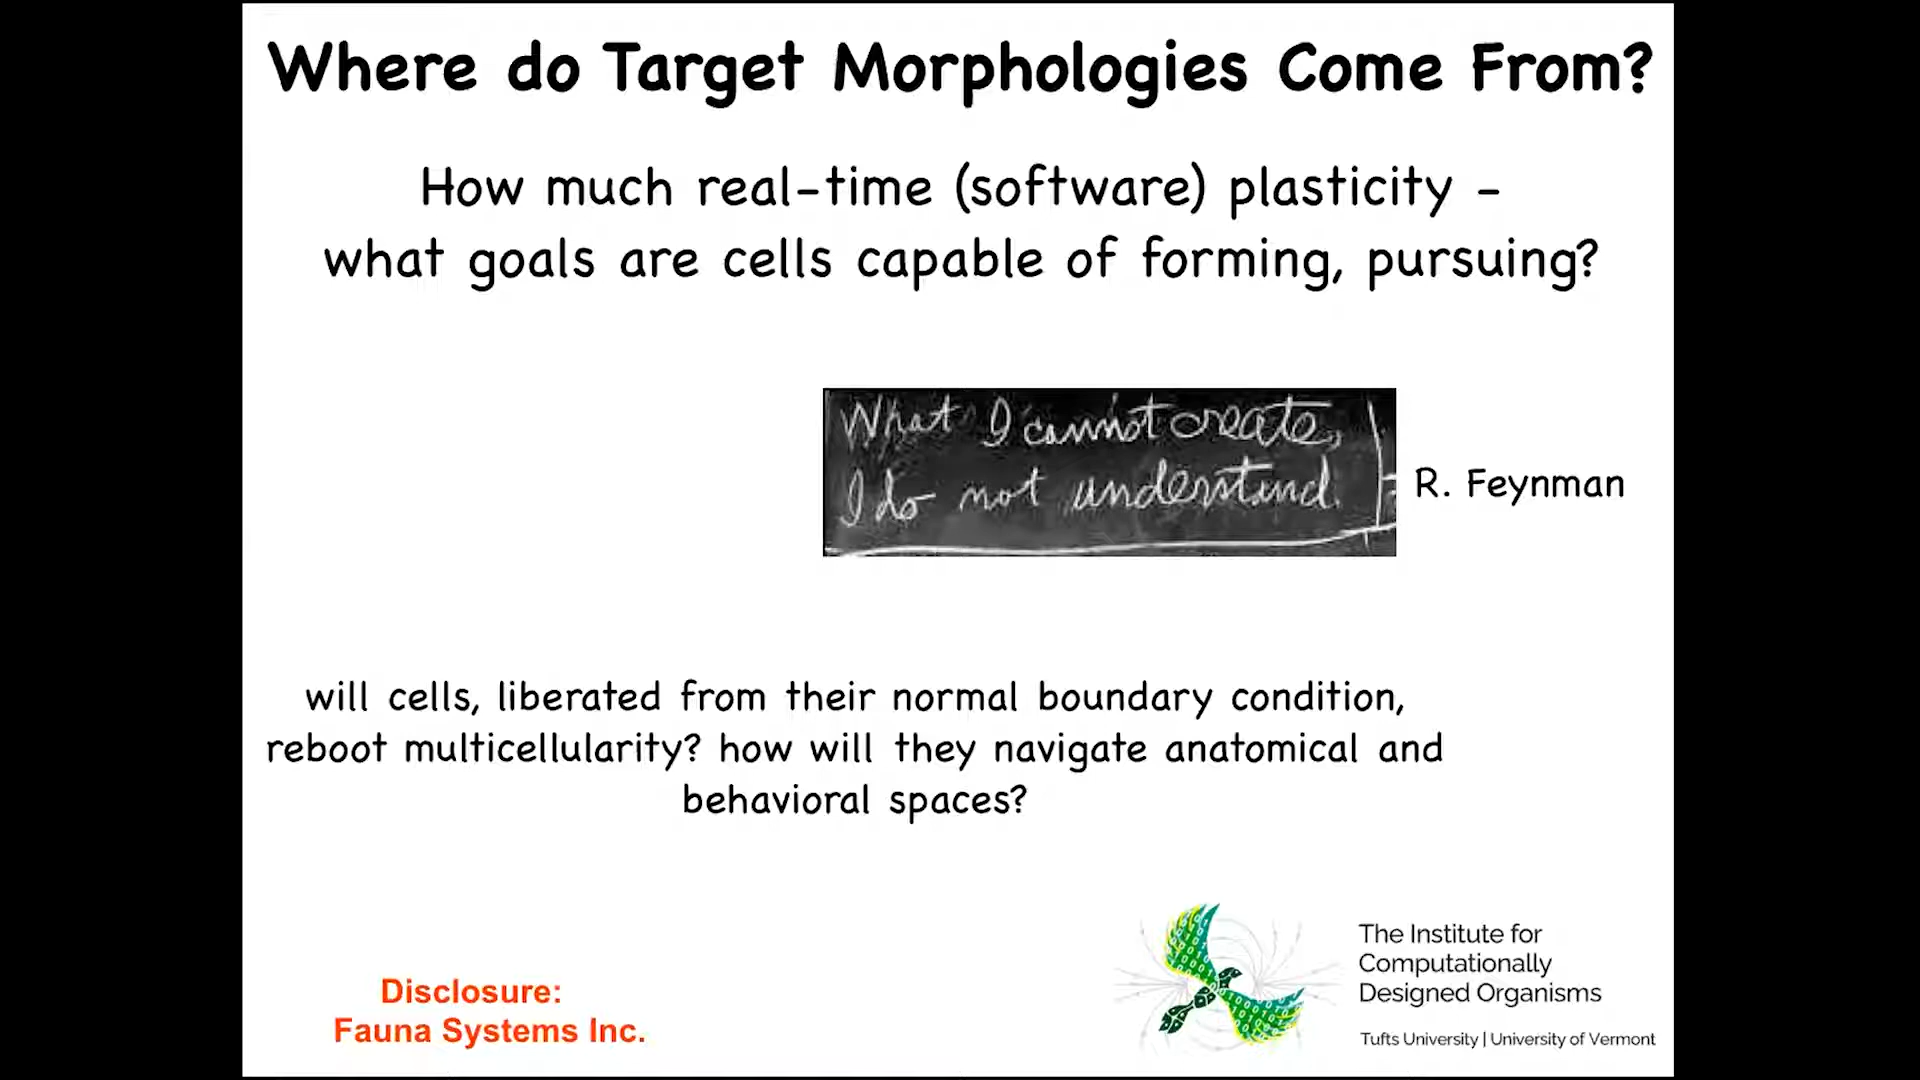 Where do Target Morphologies Come From?
How much real-time (software) plasticity –
what goals are cells capable of forming, pursuing?
What I cannot create,
I do not understand.
R. Feynman
will cells, liberated from their normal boundary condition,
reboot multicellularity? how will they navigate anatomical and
behavioral spaces?
Disclosure:
Fauna Systems Inc.
The Institute for
Computationally
Designed Organisms
Tufts University | University of Vermont